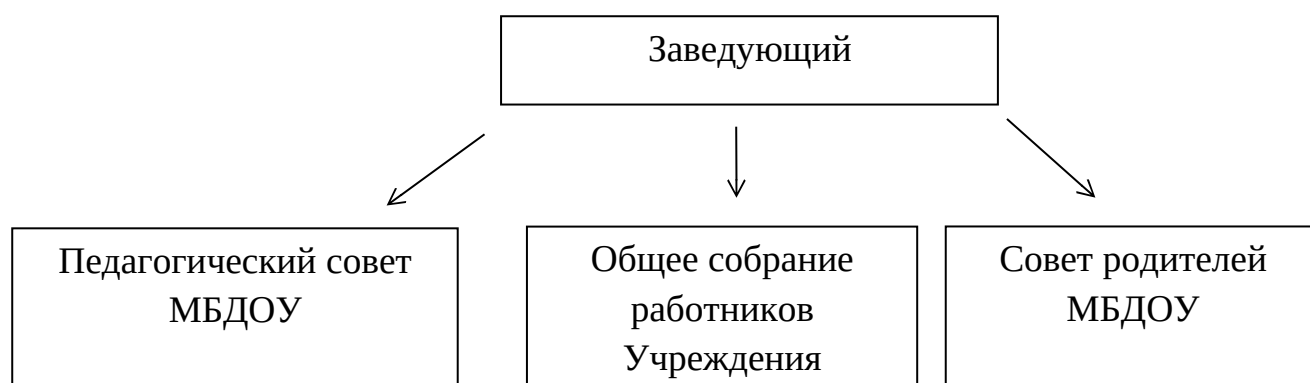 Заведующий
Педагогический совет
МБДОУ
Общее собрание
работников
Учреждения
Совет родителей
МБДОУ